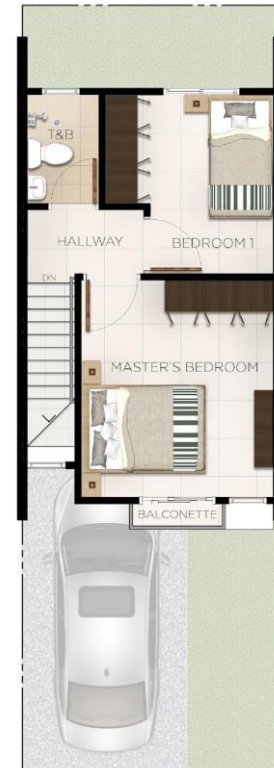 T&B
HALLWAY
BEDROOM 1
DN
MASTER'S BEDROOM
BALCONETTE